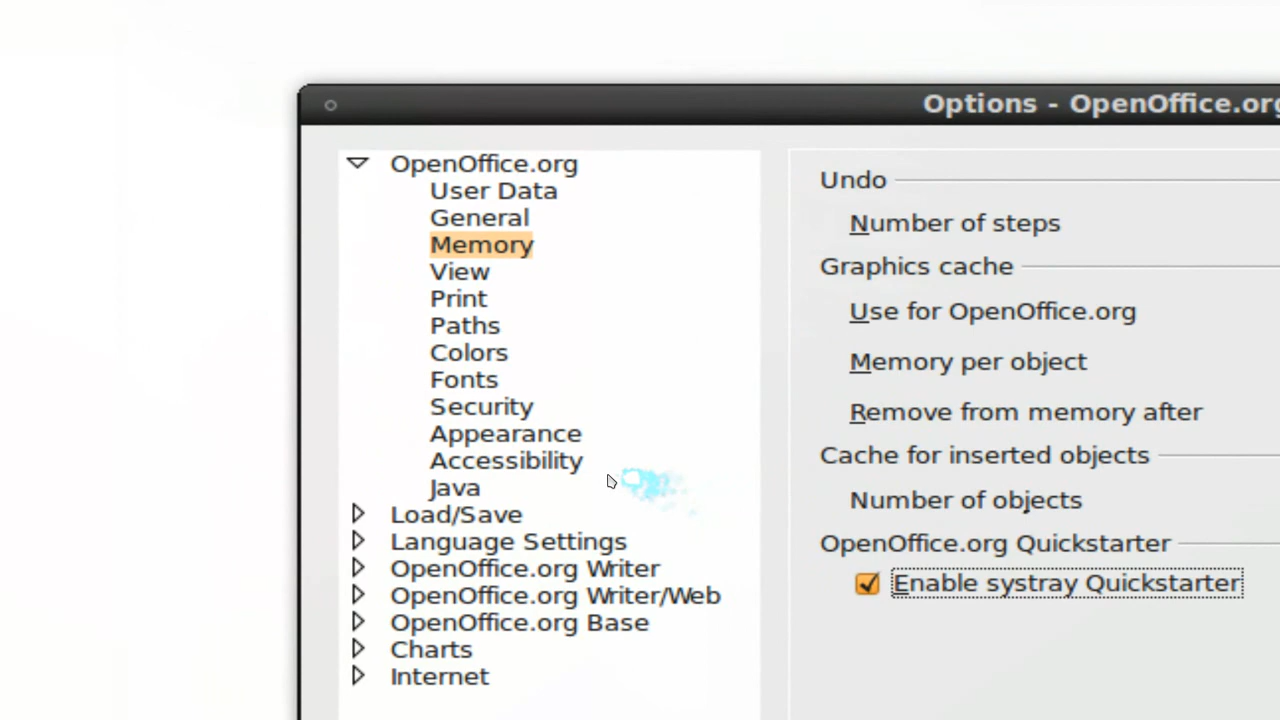 Options - OpenOffice.org
OpenOffice.org
User Data
General
Memory
View
Print
Paths
Colors
Fonts
Security
Appearance
Accessibility
Java
Load/Save
Language Settings
OpenOffice.org Writer
OpenOffice.org Writer/Web
OpenOffice.org Base
Charts
Internet
Undo
Number of steps
Graphics cache
Use for OpenOffice.org
Memory per object
Remove from memory after
Cache for inserted objects
Number of objects
OpenOffice.org Quickstarter
Enable systray Quickstarter